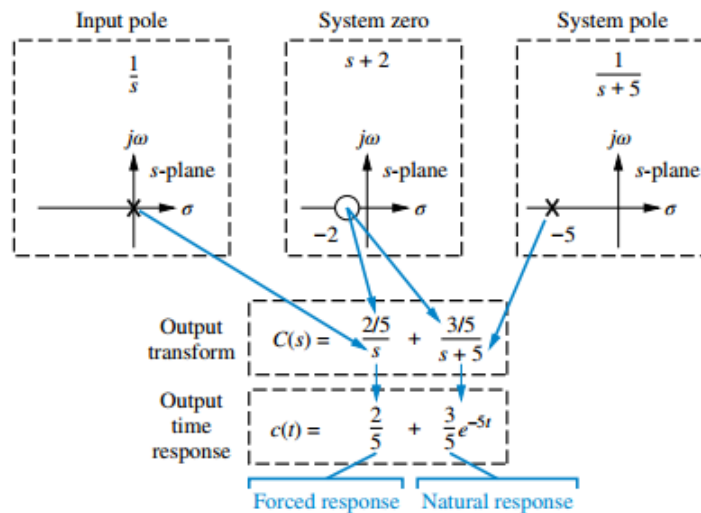 Input pole System zero System pole
1/s s + 2 1/(s + 5)
jω jω jω
s-plane s-plane s-plane
σ σ σ
−2 −5
Output transform C(s) = (2/5)/s + (3/5)/(s + 5)
Output time response c(t) = 2/5 + 3/5 e^−5t
Forced response Natural response